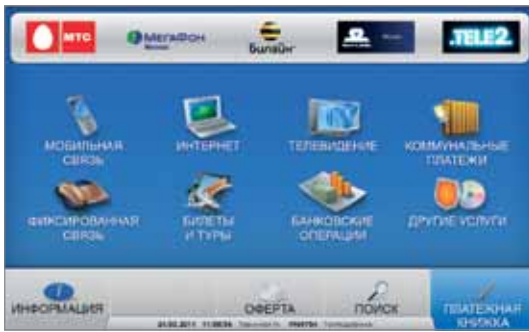 МТС
МЕГАФОН
Билайн
TELE2
МОБИЛЬНАЯ
СВЯЗЬ
ИНТЕРНЕТ
ТЕЛЕВИДЕНИЕ
КОММУНАЛЬНЫЕ
ПЛАТЕЖИ
ФИКСИРОВАННАЯ
СВЯЗЬ
БИЛЕТЫ
И ТУРЫ
БАНКОВСКИЕ
ОПЕРАЦИИ
ДРУГИЕ УСЛУГИ
ИНФОРМАЦИЯ
ОФЕРТА
ПОИСК
ПЛАТЕЖНАЯ
КНИЖКА